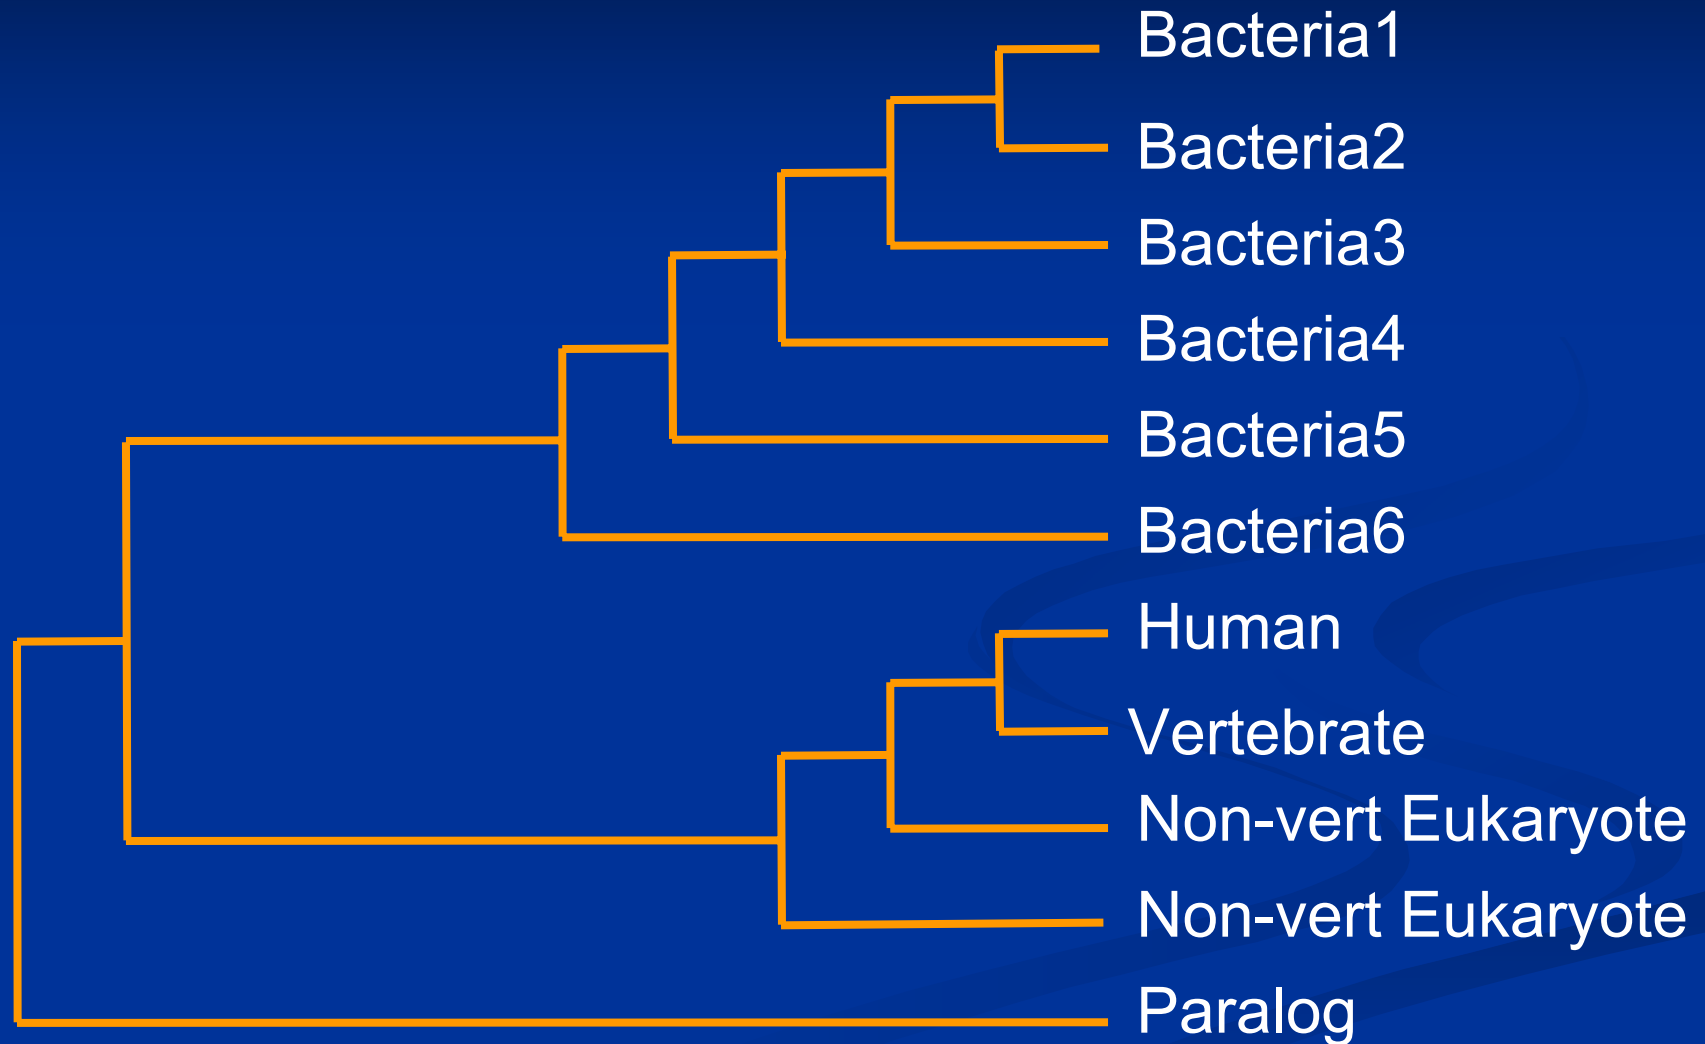 Bacteria1
Bacteria2
Bacteria3
Bacteria4
Bacteria5
Bacteria6
Human
Vertebrate
Non-vert Eukaryote
Non-vert Eukaryote
Paralog